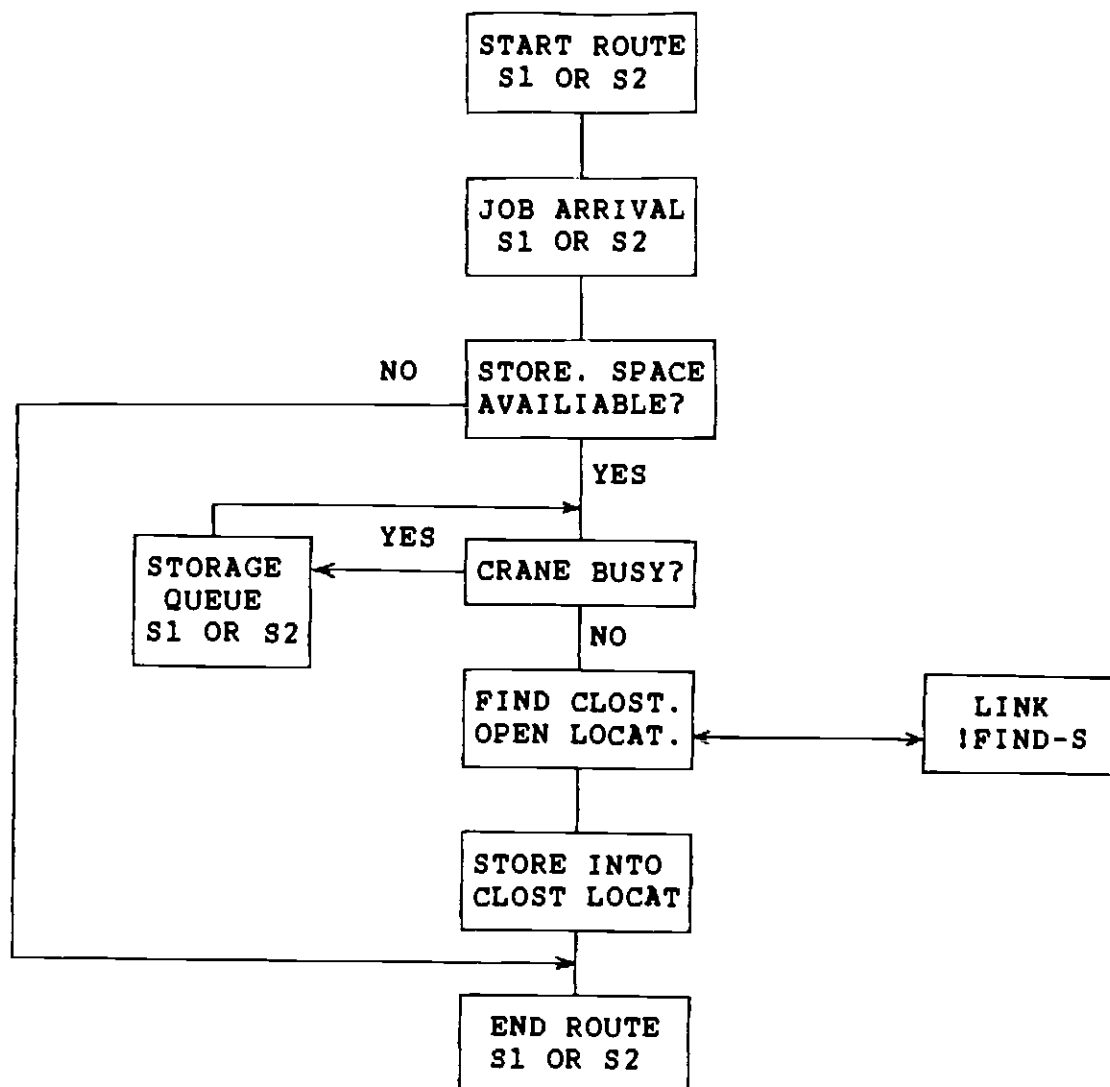 START ROUTE
S1 OR S2
JOB ARRIVAL
S1 OR S2
NO
STORE. SPACE
AVAILIABLE?
YES
YES
STORAGE
QUEUE
S1 OR S2
CRANE BUSY?
NO
FIND CLOST.
OPEN LOCAT.
LINK
!FIND-S
STORE INTO
CLOST LOCAT
END ROUTE
S1 OR S2